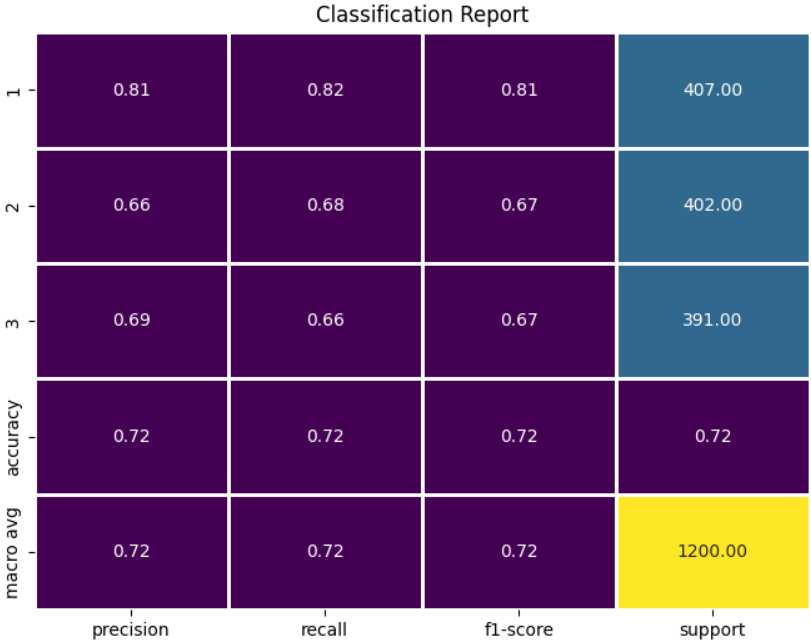 Classification Report
1 0.81 0.82 0.81 407.00
2 0.66 0.68 0.67 402.00
3 0.69 0.66 0.67 391.00
accuracy 0.72 0.72 0.72 0.72
macro avg 0.72 0.72 0.72 1200.00
precision recall f1-score support